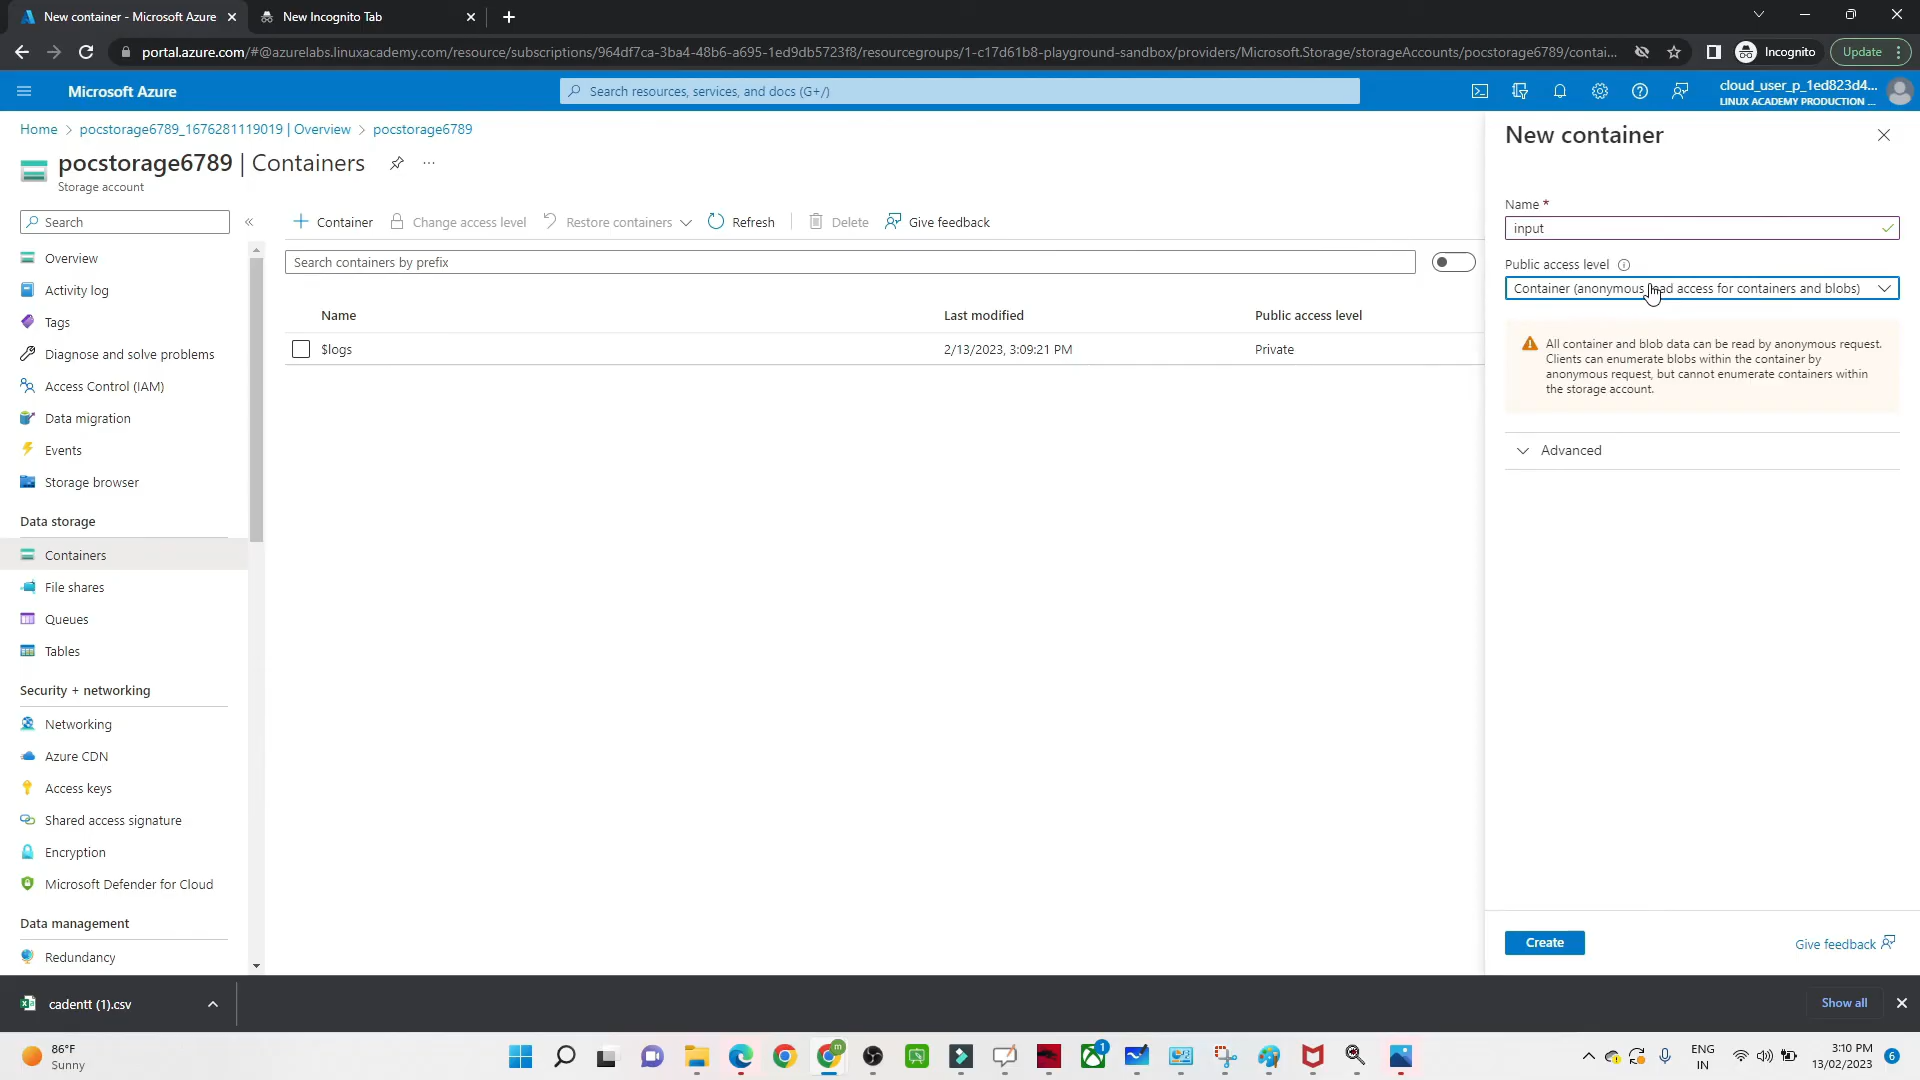 New container - Microsoft Azure
New Incognito Tab
portal.azure.com/#@azurelabs.linuxacademy.com/resource/subscriptions/964df7ca-3ba4-48b6-a695-1ed9db5723f8/resourcegroups/1-c17d61b8-playground-sandbox/providers/Microsoft.Storage/storageAccounts/pocstorage6789/contai...
Incognito
Update
Microsoft Azure
Search resources, services, and docs (G+/)
cloud_user_p_1ed823d4...
LINUX ACADEMY PRODUCTION ...
Home > pocstorage6789_1676281119019 | Overview > pocstorage6789
pocstorage6789 | Containers
Storage account
Search
Overview
Activity log
Tags
Diagnose and solve problems
Access Control (IAM)
Data migration
Events
Storage browser
Data storage
Containers
File shares
Queues
Tables
Security + networking
Networking
Azure CDN
Access keys
Shared access signature
Encryption
Microsoft Defender for Cloud
Data management
Redundancy
Container
Change access level
Restore containers
Refresh
Delete
Give feedback
Search containers by prefix
Name Last modified Public access level
$logs 2/13/2023, 3:09:21 PM Private
New container
Name *
input
Public access level
Container (anonymous read access for containers and blobs)
All container and blob data can be read by anonymous request.
Clients can enumerate blobs within the container by
anonymous request, but cannot enumerate containers within
the storage account.
Advanced
Create
Give feedback
cadentt (1).csv
Show all
86°F
Sunny
m
1
ENG
IN
3:10 PM
13/02/2023
6